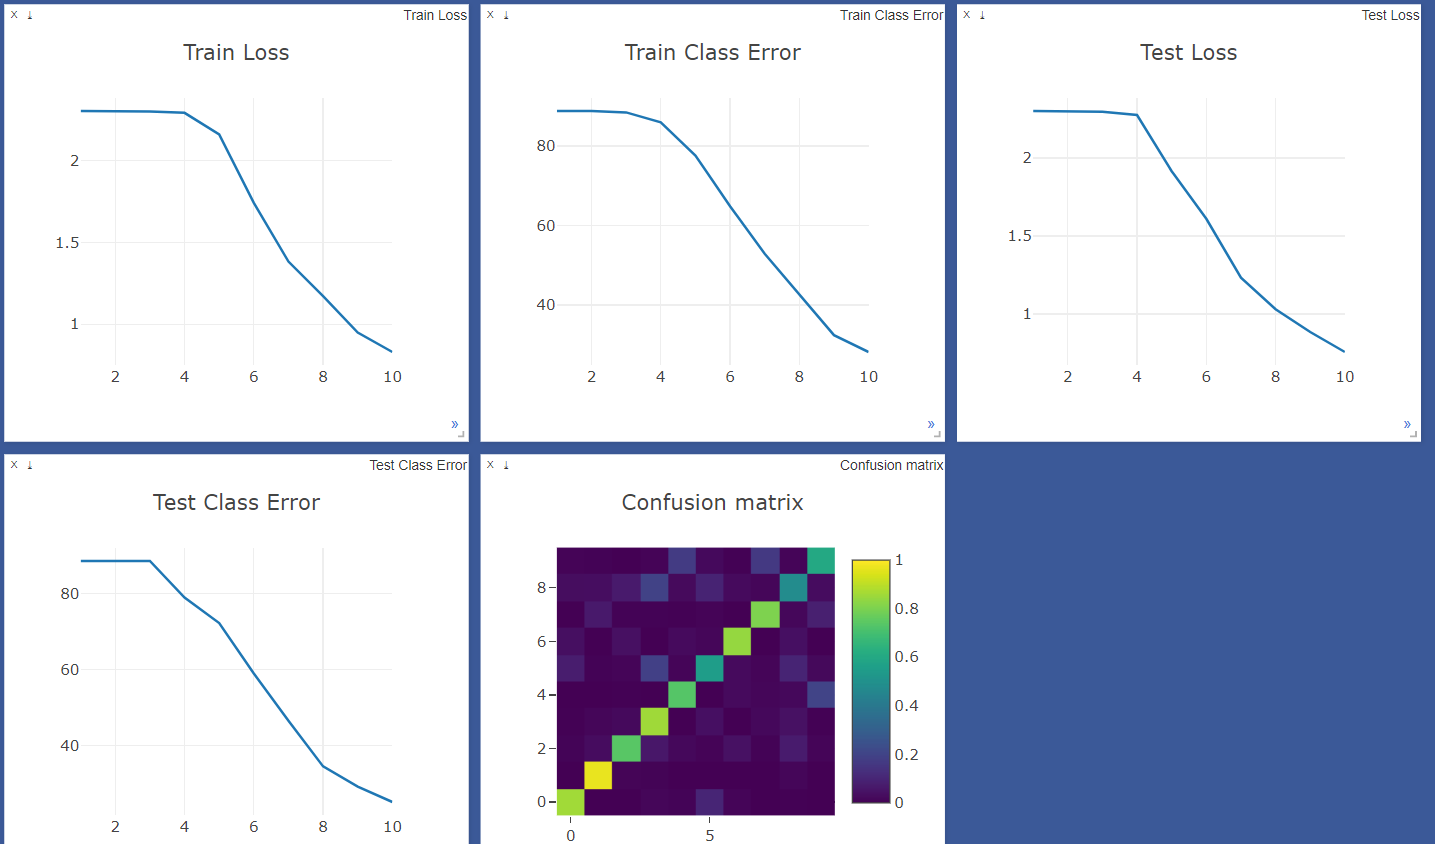 X ⤓ Train Loss
Train Loss
2
1.5
1
2 4 6 8 10
»
X ⤓ Train Class Error
Train Class Error
80
60
40
2 4 6 8 10
»
X ⤓ Test Loss
Test Loss
2
1.5
1
2 4 6 8 10
»
X ⤓ Test Class Error
Test Class Error
80
60
40
2 4 6 8 10
X ⤓ Confusion matrix
Confusion matrix
8
6
4
2
0
0 5
1
0.8
0.6
0.4
0.2
0